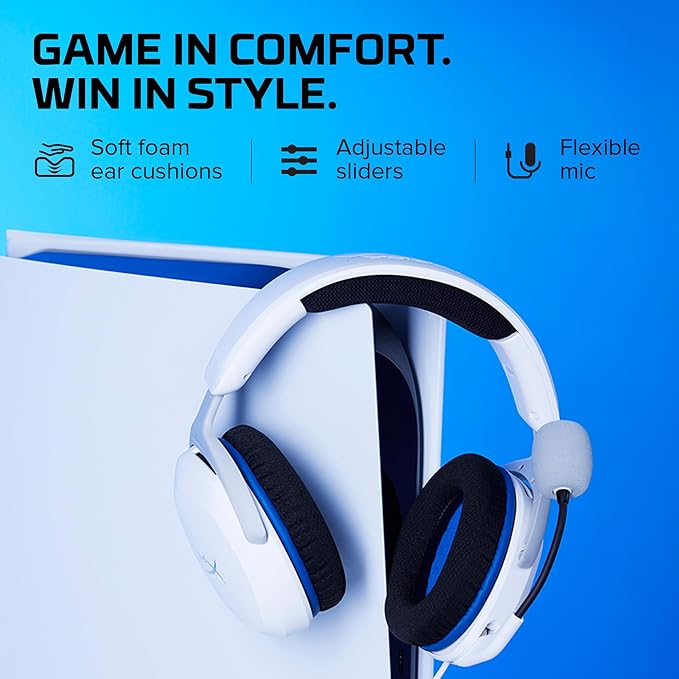 GAME IN COMFORT.
WIN IN STYLE.
Soft foam
ear cushions
Adjustable
sliders
Flexible
mic